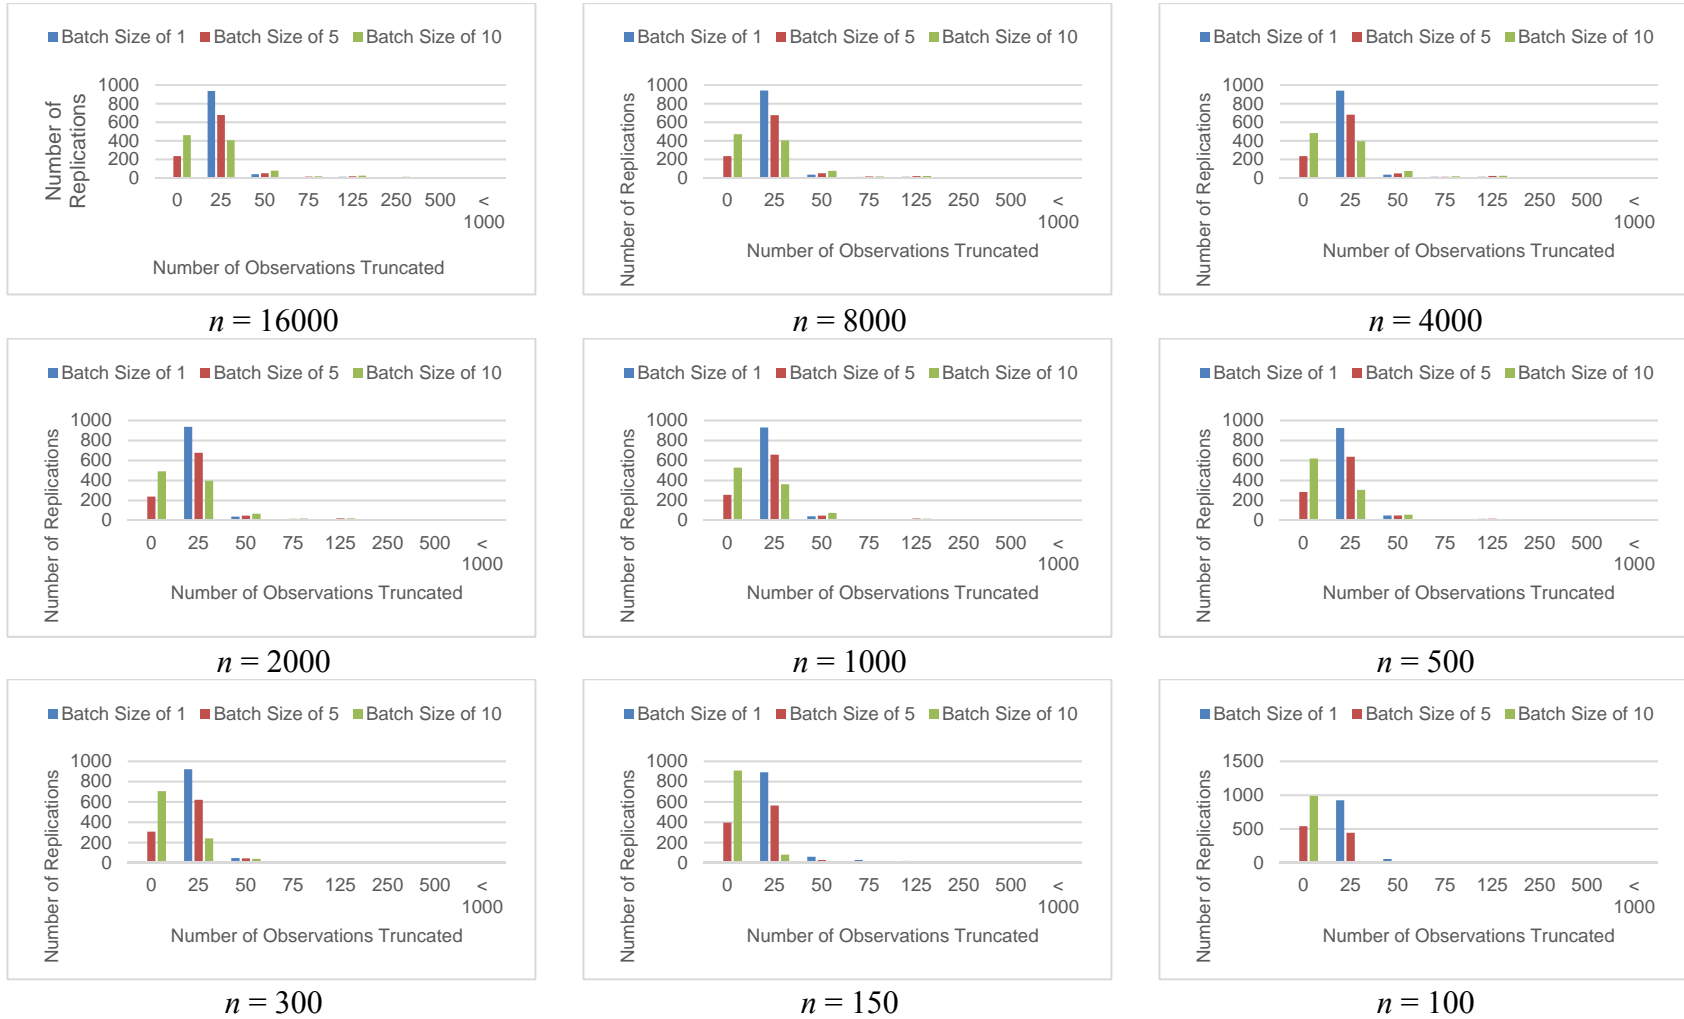 Batch Size of 1 Batch Size of 5 Batch Size of 10
Number of
Replications
1000
800
600
400
200
0
0 25 50 75 125 250 500 <
1000
Number of Observations Truncated
n = 16000
Batch Size of 1 Batch Size of 5 Batch Size of 10
Number of Replications
1000
800
600
400
200
0
0 25 50 75 125 250 500 <
1000
Number of Observations Truncated
n = 8000
Batch Size of 1 Batch Size of 5 Batch Size of 10
Number of Replications
1000
800
600
400
200
0
0 25 50 75 125 250 500 <
1000
Number of Observations Truncated
n = 4000
Batch Size of 1 Batch Size of 5 Batch Size of 10
Number of Replications
1000
800
600
400
200
0
0 25 50 75 125 250 500 <
1000
Number of Observations Truncated
n = 2000
Batch Size of 1 Batch Size of 5 Batch Size of 10
Number of Replications
1000
800
600
400
200
0
0 25 50 75 125 250 500 <
1000
Number of Observations Truncated
n = 1000
Batch Size of 1 Batch Size of 5 Batch Size of 10
Number of Replications
1000
800
600
400
200
0
0 25 50 75 125 250 500 <
1000
Number of Observations Truncated
n = 500
Batch Size of 1 Batch Size of 5 Batch Size of 10
Number of Replications
1000
800
600
400
200
0
0 25 50 75 125 250 500 <
1000
Number of Observations Truncated
n = 300
Batch Size of 1 Batch Size of 5 Batch Size of 10
Number of Replications
1000
800
600
400
200
0
0 25 50 75 125 250 500 <
1000
Number of Observations Truncated
n = 150
Batch Size of 1 Batch Size of 5 Batch Size of 10
Number of Replications
1500
1000
500
0
0 25 50 75 125 250 500 <
1000
Number of Observations Truncated
n = 100